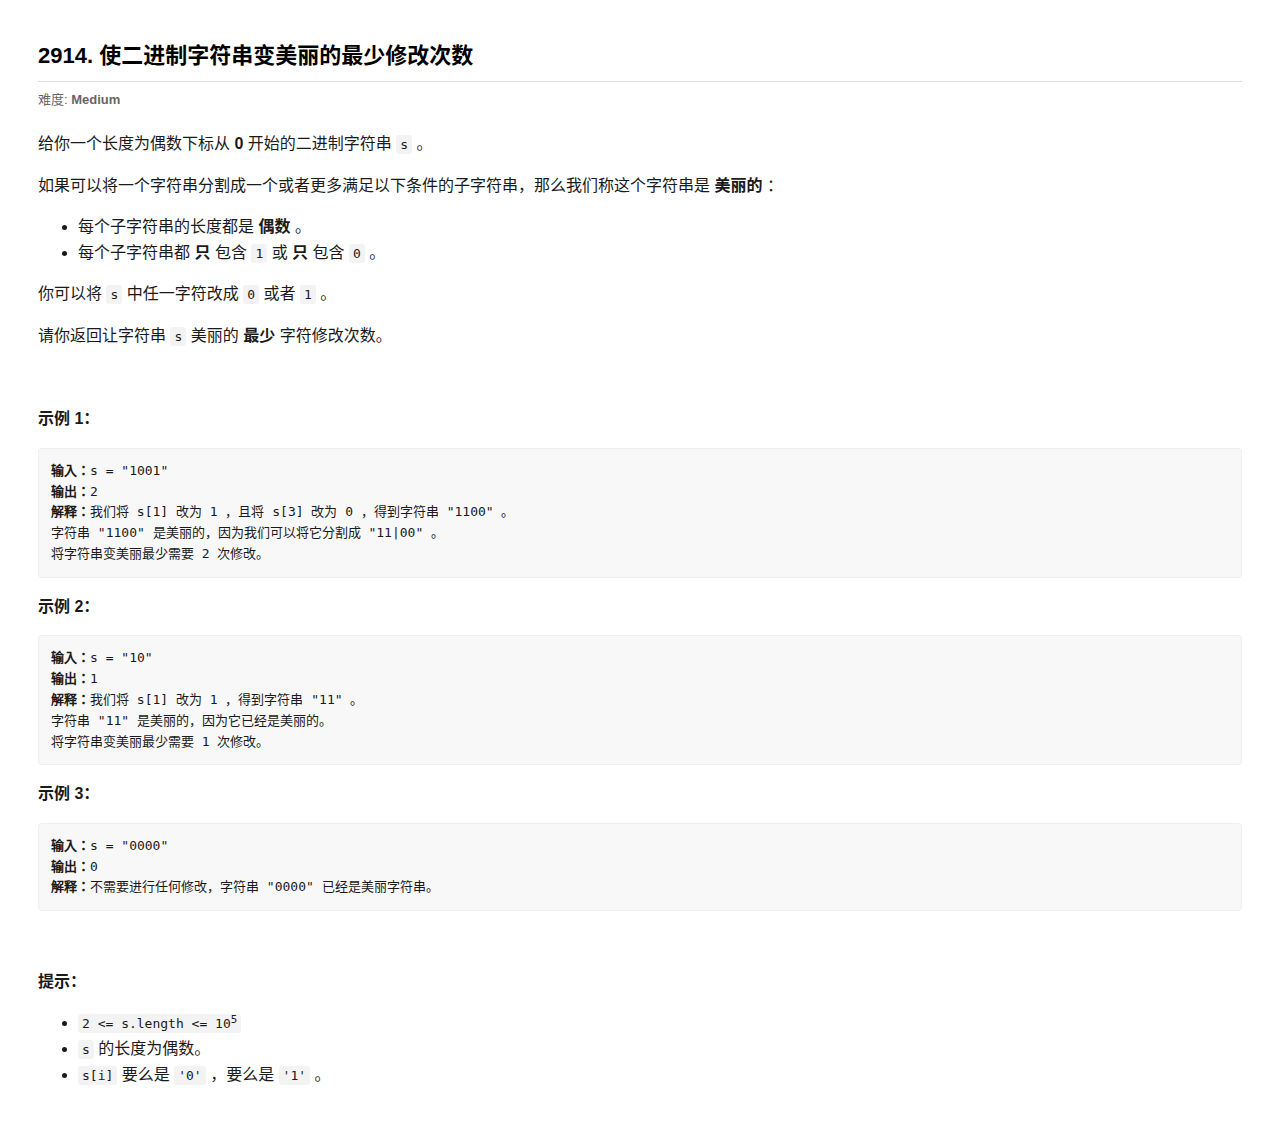 2914. 使二进制字符串变美丽的最少修改次数
难度: Medium
给你一个长度为偶数下标从 0 开始的二进制字符串 s 。
如果可以将一个字符串分割成一个或者更多满足以下条件的子字符串，那么我们称这个字符串是 美丽的 ：
每个子字符串的长度都是 偶数 。
每个子字符串都 只 包含 1 或 只 包含 0 。
你可以将 s 中任一字符改成 0 或者 1 。
请你返回让字符串 s 美丽的 最少 字符修改次数。
示例 1：
输入：s = "1001"
输出：2
解释：我们将 s[1] 改为 1 ，且将 s[3] 改为 0 ，得到字符串 "1100" 。
字符串 "1100" 是美丽的，因为我们可以将它分割成 "11|00" 。
将字符串变美丽最少需要 2 次修改。
示例 2：
输入：s = "10"
输出：1
解释：我们将 s[1] 改为 1 ，得到字符串 "11" 。
字符串 "11" 是美丽的，因为它已经是美丽的。
将字符串变美丽最少需要 1 次修改。
示例 3：
输入：s = "0000"
输出：0
解释：不需要进行任何修改，字符串 "0000" 已经是美丽字符串。
提示：
2 <= s.length <= 10^5
s 的长度为偶数。
s[i] 要么是 '0' ，要么是 '1' 。